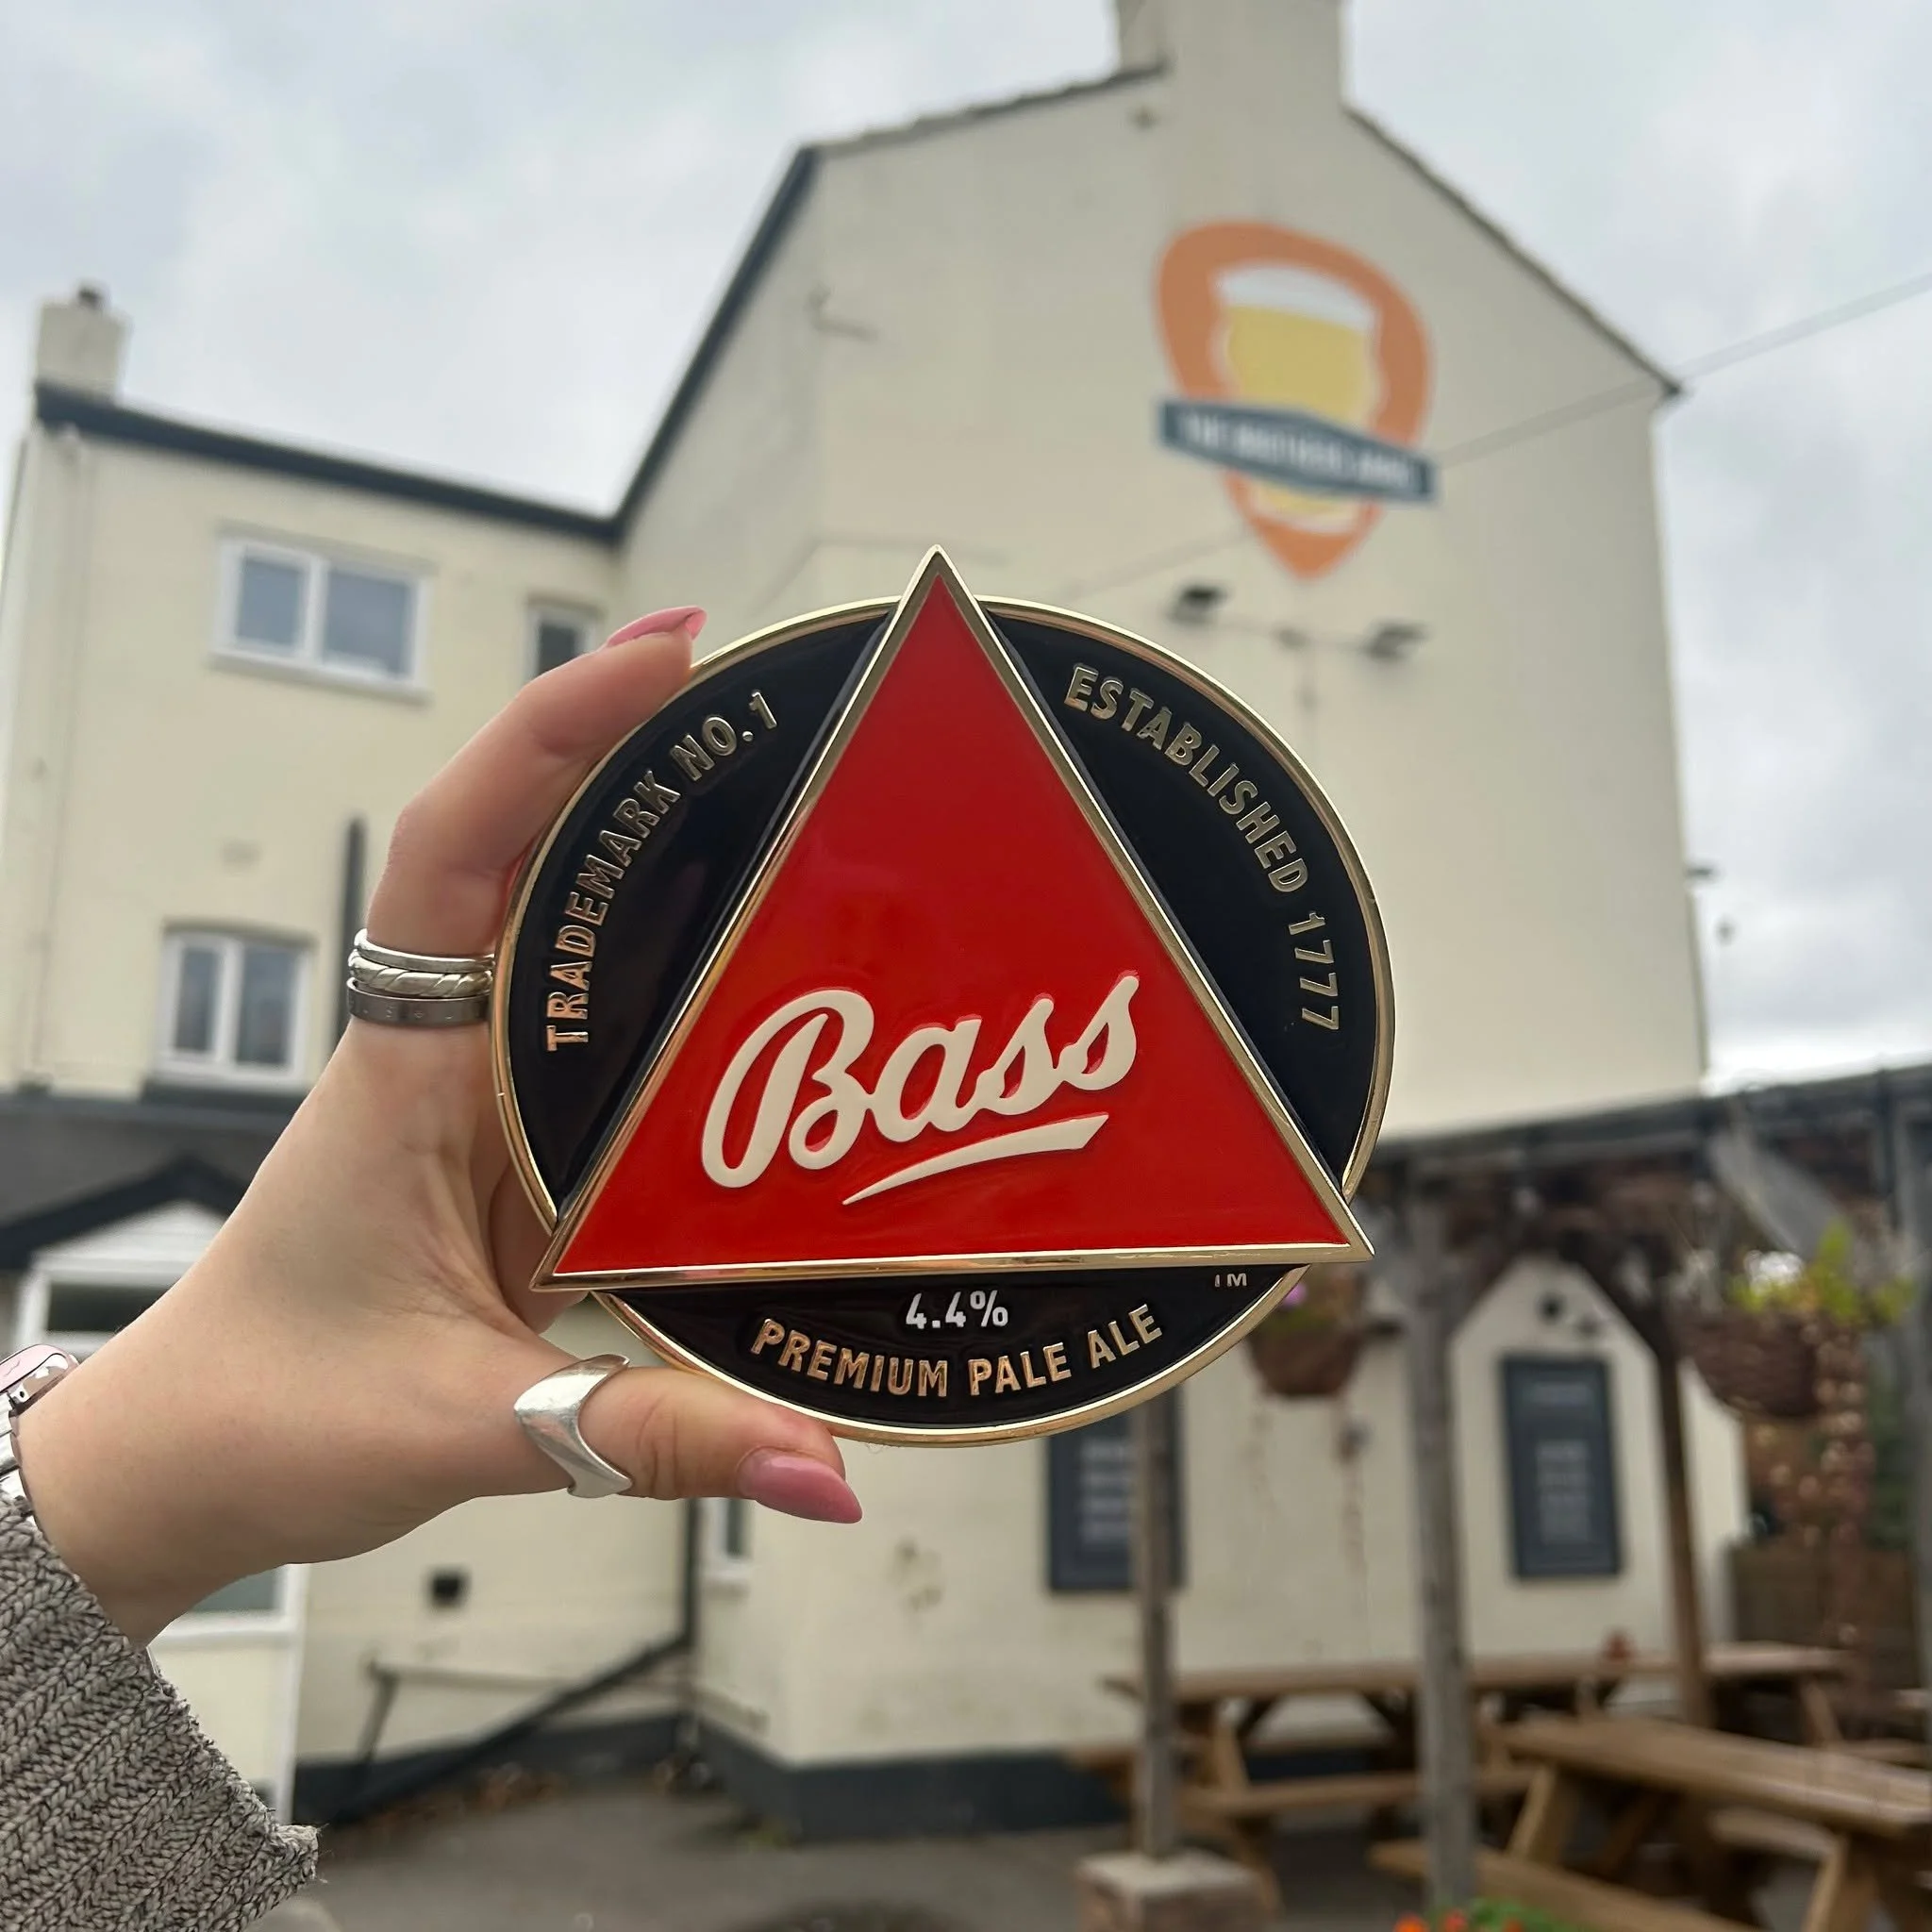 TRADEMARK NO.1
ESTABLISHED 1777
Bass
TM
4.4%
PREMIUM PALE ALE